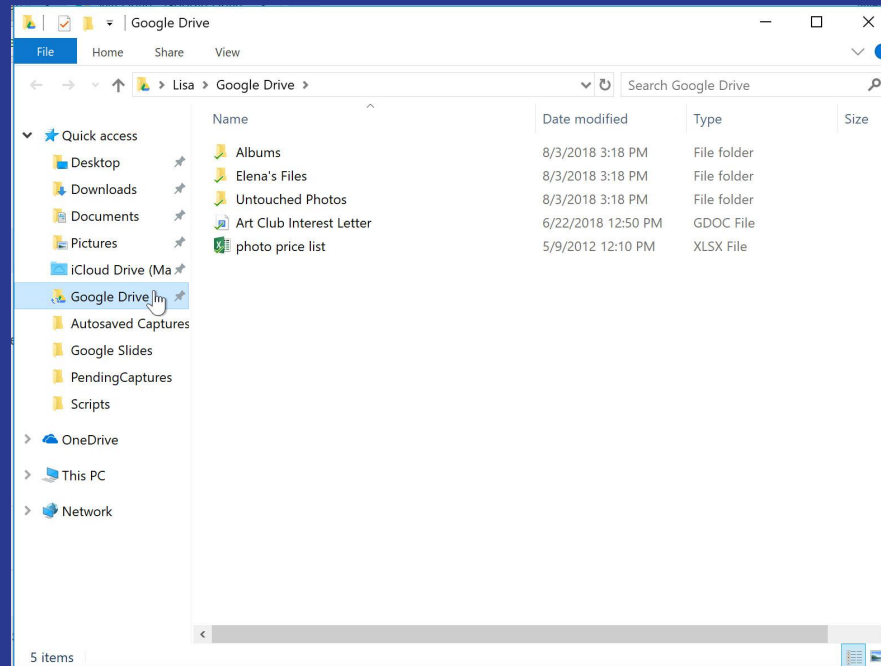 Google Drive
File Home Share View
Lisa Google Drive Search Google Drive
Name Date modified Type Size
Quick access
Desktop
Downloads
Documents
Pictures
iCloud Drive (Ma
Google Drive
Autosaved Captures
Google Slides
PendingCaptures
Scripts
OneDrive
This PC
Network
Albums 8/3/2018 3:18 PM File folder
Elena's Files 8/3/2018 3:18 PM File folder
Untouched Photos 8/3/2018 3:18 PM File folder
Art Club Interest Letter 6/22/2018 12:50 PM GDOC File
photo price list 5/9/2012 12:10 PM XLSX File
5 items